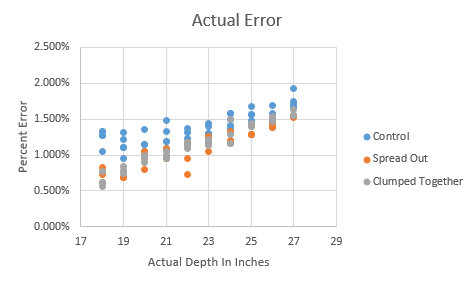 Actual Error
2.500%
2.000%
1.500%
1.000%
0.500%
0.000%
Percent Error
17 19 21 23 25 27 29
Actual Depth In Inches
Control
Spread Out
Clumped Together